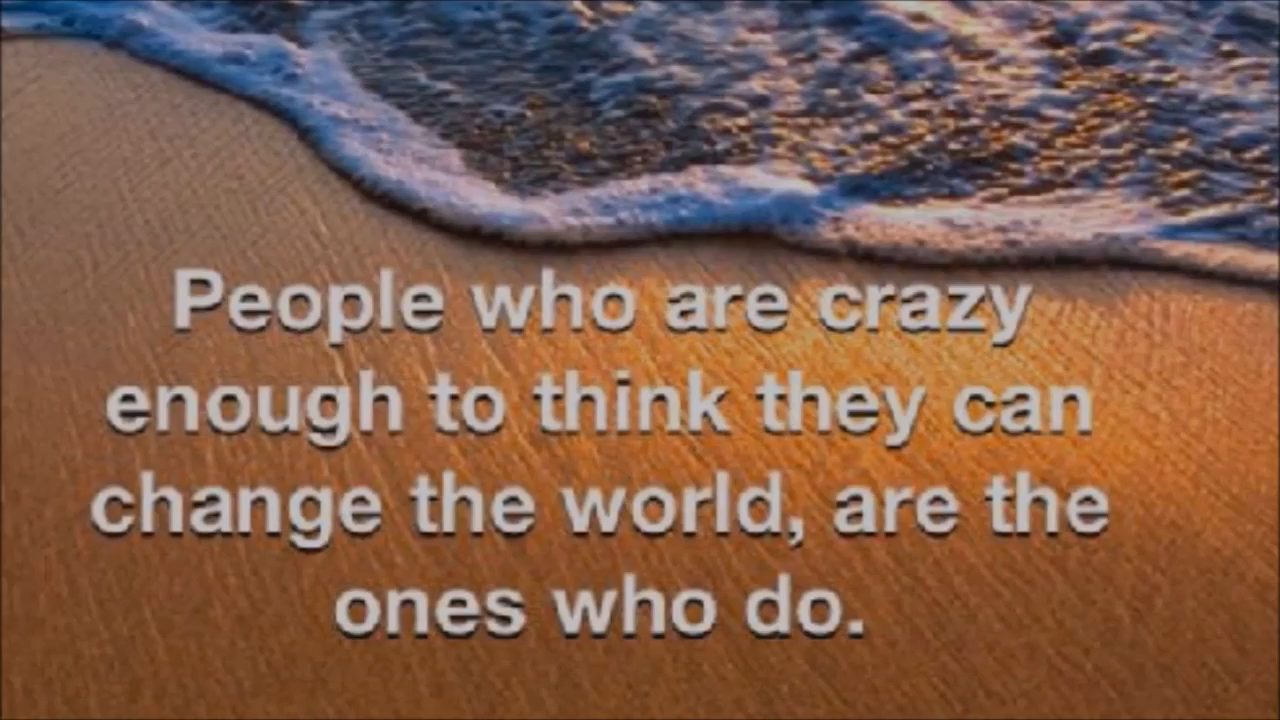 People who are crazy
enough to think they can
change the world, are the
ones who do.